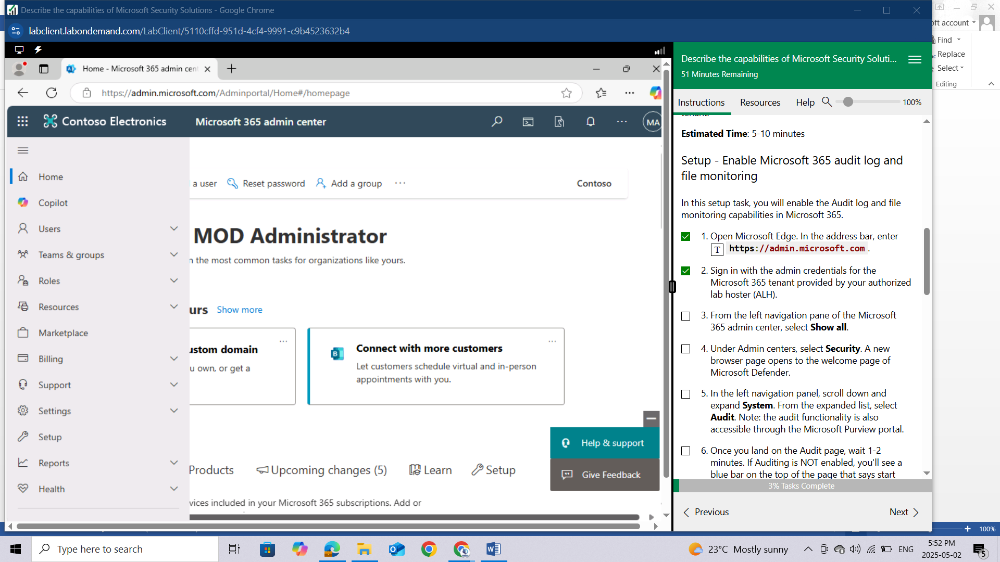 Describe the capabilities of Microsoft Security Solutions - Google Chrome
labclient.labondemand.com/LabClient/5110cffd-951d-4cf4-9991-c9b4523632b4
Home - Microsoft 365 admin cent
https://admin.microsoft.com/Adminportal/Home#/homepage
Contoso Electronics
Microsoft 365 admin center
MA
Home
Copilot
Users
Teams & groups
Roles
Resources
Marketplace
Billing
Support
Settings
Setup
Reports
Health
a user
Reset password
Add a group
Contoso
MOD Administrator
n the most common tasks for organizations like yours.
urs
Show more
ustom domain
u own, or get a
Connect with more customers
Let customers schedule virtual and in-person
appointments with you.
Help & support
Give Feedback
Products
Upcoming changes (5)
Learn
Setup
vices included in your Microsoft 365 subscriptions. Add or
Describe the capabilities of Microsoft Security Soluti...
51 Minutes Remaining
Instructions
Resources
Help
100%
Estimated Time: 5-10 minutes
Setup - Enable Microsoft 365 audit log and
file monitoring
In this setup task, you will enable the Audit log and file
monitoring capabilities in Microsoft 365.
1. Open Microsoft Edge. In the address bar, enter
T https://admin.microsoft.com .
2. Sign in with the admin credentials for the
Microsoft 365 tenant provided by your authorized
lab hoster (ALH).
3. From the left navigation pane of the Microsoft
365 admin center, select Show all.
4. Under Admin centers, select Security. A new
browser page opens to the welcome page of
Microsoft Defender.
5. In the left navigation panel, scroll down and
expand System. From the expanded list, select
Audit. Note: the audit functionality is also
accessible through the Microsoft Purview portal.
6. Once you land on the Audit page, wait 1-2
minutes. If Auditing is NOT enabled, you'll see a
blue bar on the top of the page that says start
3% Tasks Complete
Previous
Next
oft account
Find
Replace
Select
Editing
100%
Type here to search
23°C Mostly sunny
ENG
5:52 PM
2025-05-02
5